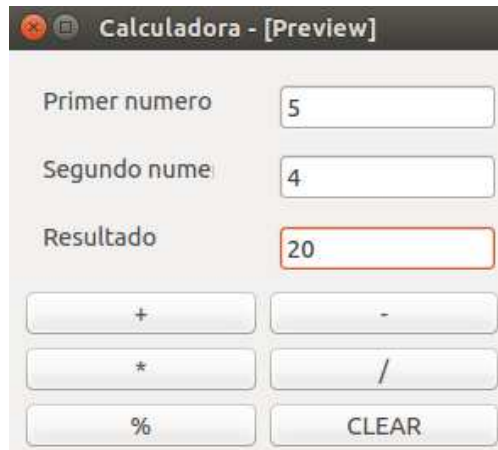 Calculadora - [Preview]
Primer numero 5
Segundo nume 4
Resultado 20
+ -
* /
% CLEAR